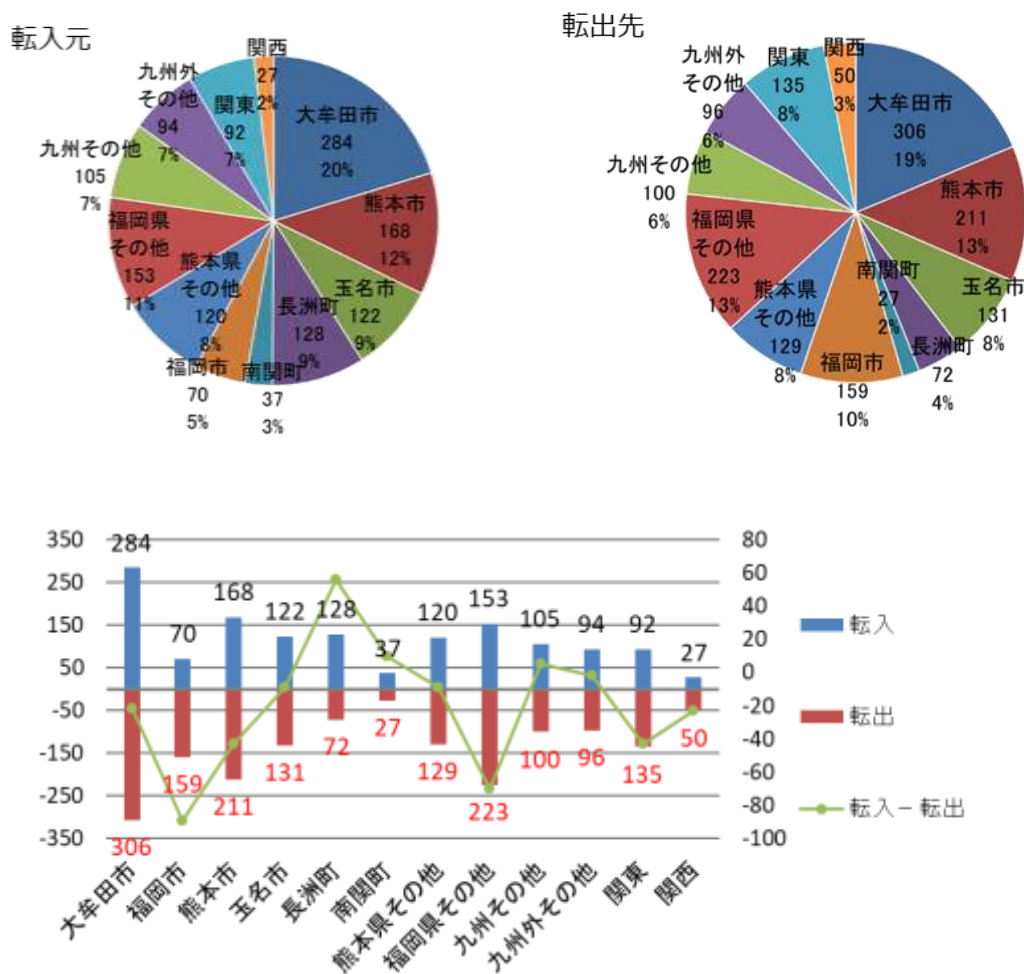 転入元
関西
27
2%
九州外
その他
94
7%
関東
92
7%
大牟田市
284
20%
九州その他
105
7%
熊本市
168
12%
福岡県
その他
153
11%
熊本県
その他
120
8%
長洲町
128
9%
玉名市
122
9%
福岡市
70
5%
南関町
37
3%
転出先
関西
50
3%
九州外
その他
96
6%
関東
135
8%
大牟田市
306
19%
九州その他
100
6%
熊本市
211
13%
福岡県
その他
223
13%
熊本県
その他
129
8%
南関町
27
2%
玉名市
131
8%
長洲町
72
4%
福岡市
159
10%
350
250
150
50
-50
-150
-250
-350
284
70
168
122
128
37
120
153
105
94
92
27
306
159
211
131
72
27
129
223
100
96
135
50
80
60
40
20
0
-20
-40
-60
-80
-100
転入
転出
転入－転出
大牟田市
福岡市
熊本市
玉名市
長洲町
南関町
熊本県その他
福岡県その他
九州その他
九州外その他
関東
関西